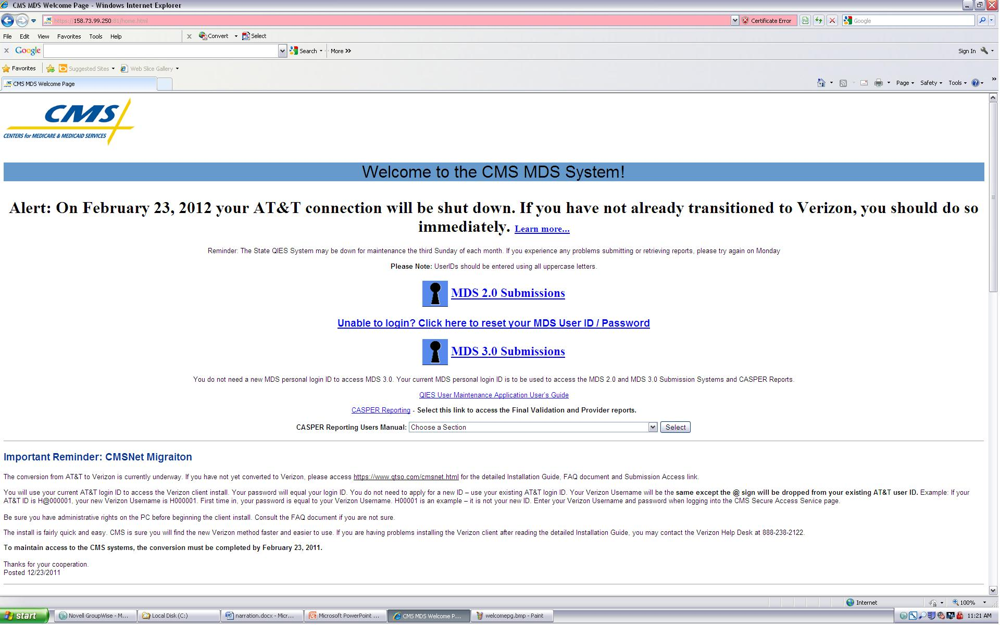 CMS MDS Welcome Page - Windows Internet Explorer
https://158.73.99.250:81/home.html
Certificate Error
Google
File Edit View Favorites Tools Help
x Convert Select
x Google Search More >>
Sign In
Favorites Suggested Sites Web Slice Gallery
CMS MDS Welcome Page
Page Safety Tools
CMS
CENTERS for MEDICARE & MEDICAID SERVICES
Welcome to the CMS MDS System!
Alert: On February 23, 2012 your AT&T connection will be shut down. If you have not already transitioned to Verizon, you should do so
immediately. Learn more...
Reminder: The State QIES System may be down for maintenance the third Sunday of each month. If you experience any problems submitting or retrieving reports, please try again on Monday
Please Note: UserIDs should be entered using all uppercase letters.
MDS 2.0 Submissions
Unable to login? Click here to reset your MDS User ID / Password
MDS 3.0 Submissions
You do not need a new MDS personal login ID to access MDS 3.0. Your current MDS personal login ID is to be used to access the MDS 2.0 and MDS 3.0 Submission Systems and CASPER Reports.
QIES User Maintenance Application User's Guide
CASPER Reporting - Select this link to access the Final Validation and Provider reports.
CASPER Reporting Users Manual: Choose a Section Select
Important Reminder: CMSNet Migraiton
The conversion from AT&T to Verizon is currently underway. If you have not yet converted to Verizon, please access https://www.qtso.com/cmsnet.html for the detailed Installation Guide, FAQ document and Submission Access link.
You will use your current AT&T login ID to access the Verizon client install. Your password will equal your login ID. You do not need to apply for a new ID – use your existing AT&T login ID. Your Verizon Username will be the same except the @ sign will be dropped from your existing AT&T user ID. Example: If your
AT&T ID is H@000001, your new Verizon Username is H000001. First time in, your password is equal to your Verizon Username. H00001 is an example – it is not your new ID. Enter your Verizon Username and password when logging into the CMS Secure Access Service page.
Be sure you have administrative rights on the PC before beginning the client install. Consult the FAQ document if you are not sure.
The install is fairly quick and easy. CMS is sure you will find the new Verizon method faster and easier to use. If you are having problems installing the Verizon client after reading the detailed Installation Guide, you may contact the Verizon Help Desk at 888-238-2122.
To maintain access to the CMS systems, the conversion must be completed by February 23, 2011.
Thanks for your cooperation.
Posted 12/23/2011
Internet 100%
start Novell GroupWise - M... Local Disk (C:) narration.docx - Micr... Microsoft PowerPoint ... CMS MDS Welcome P... welcomepg.bmp - Paint 11:21 AM